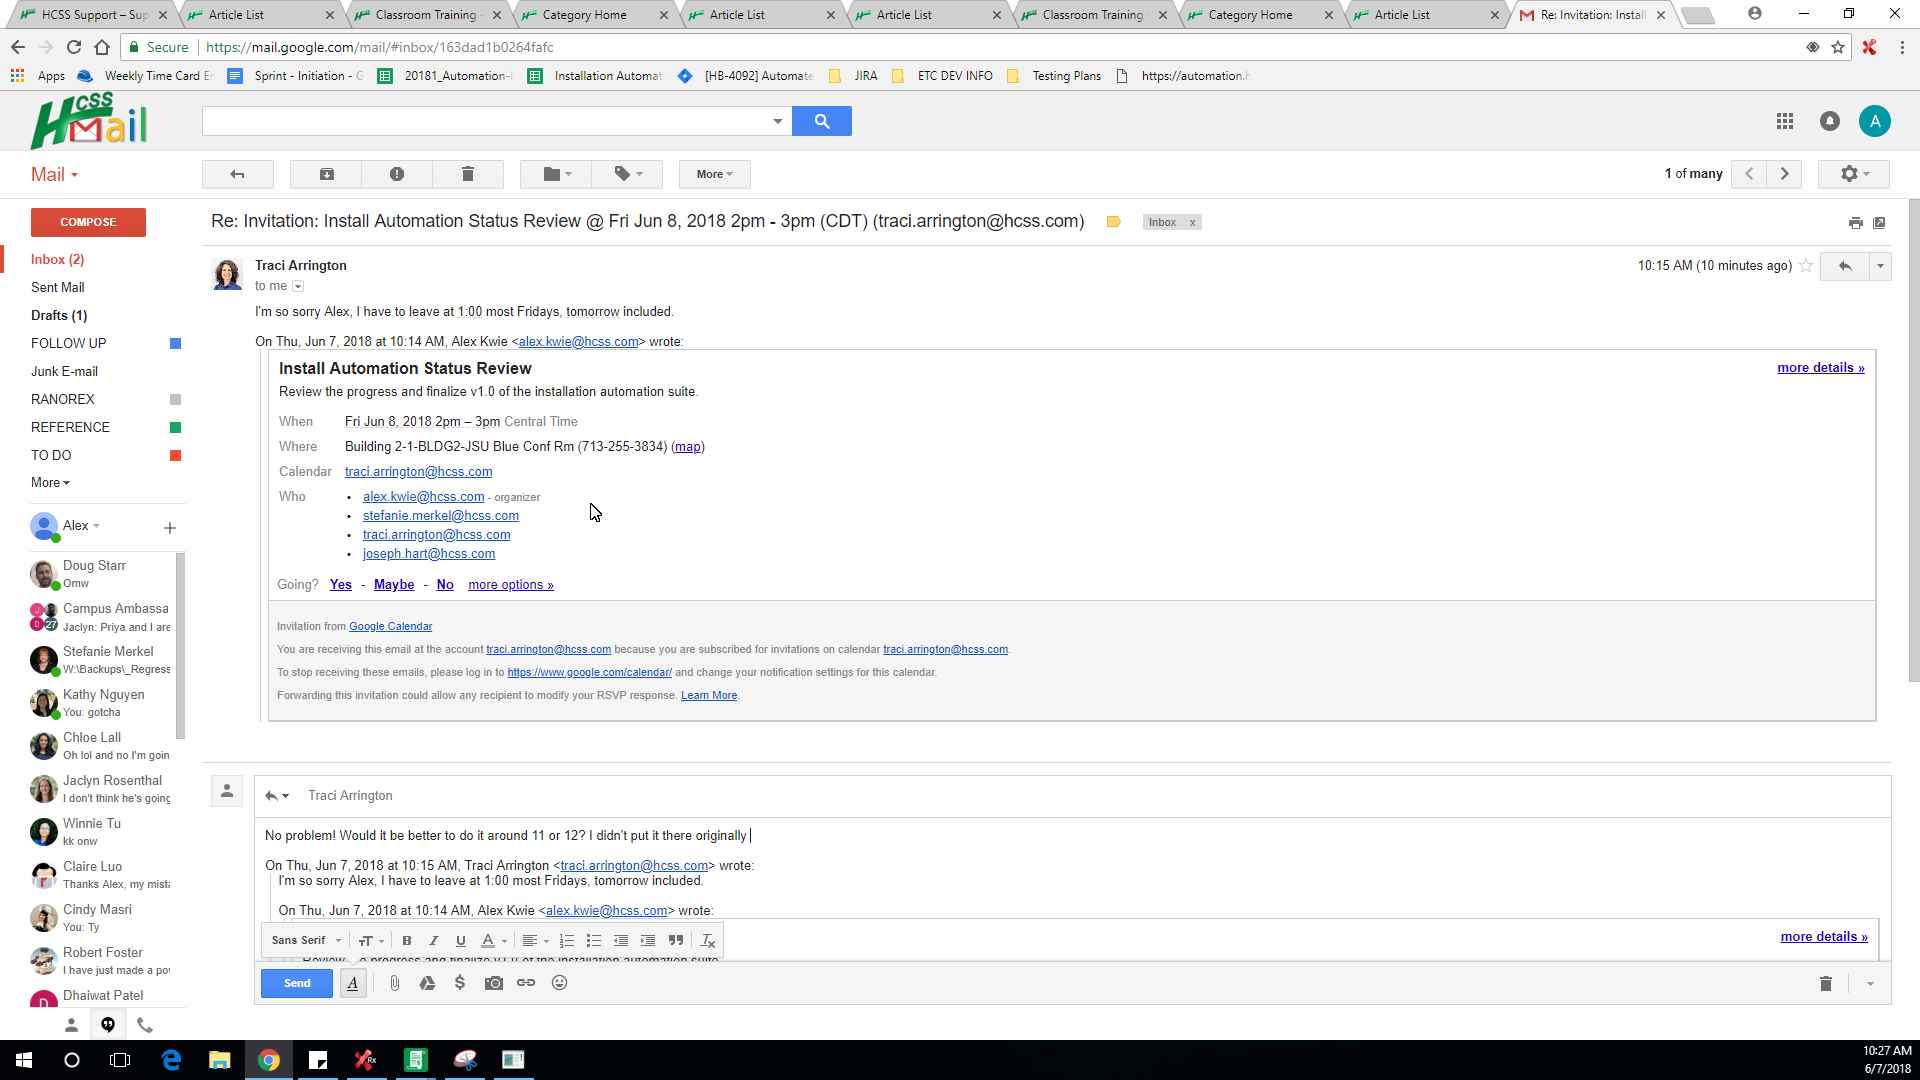 HCSS Support – Sup
Article List
Classroom Training -
Category Home
Article List
Article List
Classroom Training
Category Home
Article List
Re: Invitation: Install
Secure
https://mail.google.com/mail/#inbox/163dad1b0264fafc
Apps
Weekly Time Card Er
Sprint - Initiation - G
20181_Automation-
Installation Automat
[HB-4092] Automate
JIRA
ETC DEV INFO
Testing Plans
https://automation.h
HCSS Mail
A
Mail
More
1 of many
COMPOSE
Re: Invitation: Install Automation Status Review @ Fri Jun 8, 2018 2pm - 3pm (CDT) (traci.arrington@hcss.com)
Inbox x
Inbox (2)
Sent Mail
Drafts (1)
FOLLOW UP
Junk E-mail
RANOREX
REFERENCE
TO DO
More
Alex
Doug Starr
Omw
Campus Ambassa
Jaclyn: Priya and I are
J
D
27
Stefanie Merkel
W:\Backups\_Regress
Kathy Nguyen
You: gotcha
Chloe Lall
Oh lol and no I'm goin
Jaclyn Rosenthal
I don't think he's going
Winnie Tu
kk onw
Claire Luo
Thanks Alex, my mista
Cindy Masri
You: Ty
Robert Foster
I have just made a pov
Dhaiwat Patel
D
Traci Arrington
10:15 AM (10 minutes ago)
to me
I'm so sorry Alex, I have to leave at 1:00 most Fridays, tomorrow included.
On Thu, Jun 7, 2018 at 10:14 AM, Alex Kwie <alex.kwie@hcss.com> wrote:
Install Automation Status Review
more details »
Review the progress and finalize v1.0 of the installation automation suite.
When Fri Jun 8, 2018 2pm – 3pm Central Time
Where Building 2-1-BLDG2-JSU Blue Conf Rm (713-255-3834) (map)
Calendar traci.arrington@hcss.com
Who • alex.kwie@hcss.com - organizer
• stefanie.merkel@hcss.com
• traci.arrington@hcss.com
• joseph.hart@hcss.com
Going? Yes - Maybe - No more options »
Invitation from Google Calendar
You are receiving this email at the account traci.arrington@hcss.com because you are subscribed for invitations on calendar traci.arrington@hcss.com.
To stop receiving these emails, please log in to https://www.google.com/calendar/ and change your notification settings for this calendar.
Forwarding this invitation could allow any recipient to modify your RSVP response. Learn More.
Traci Arrington
No problem! Would it be better to do it around 11 or 12? I didn't put it there originally
On Thu, Jun 7, 2018 at 10:15 AM, Traci Arrington <traci.arrington@hcss.com> wrote:
I'm so sorry Alex, I have to leave at 1:00 most Fridays, tomorrow included.
On Thu, Jun 7, 2018 at 10:14 AM, Alex Kwie <alex.kwie@hcss.com> wrote:
Sans Serif
B I U A
more details »
Send
A
$
Rx
10:27 AM
6/7/2018